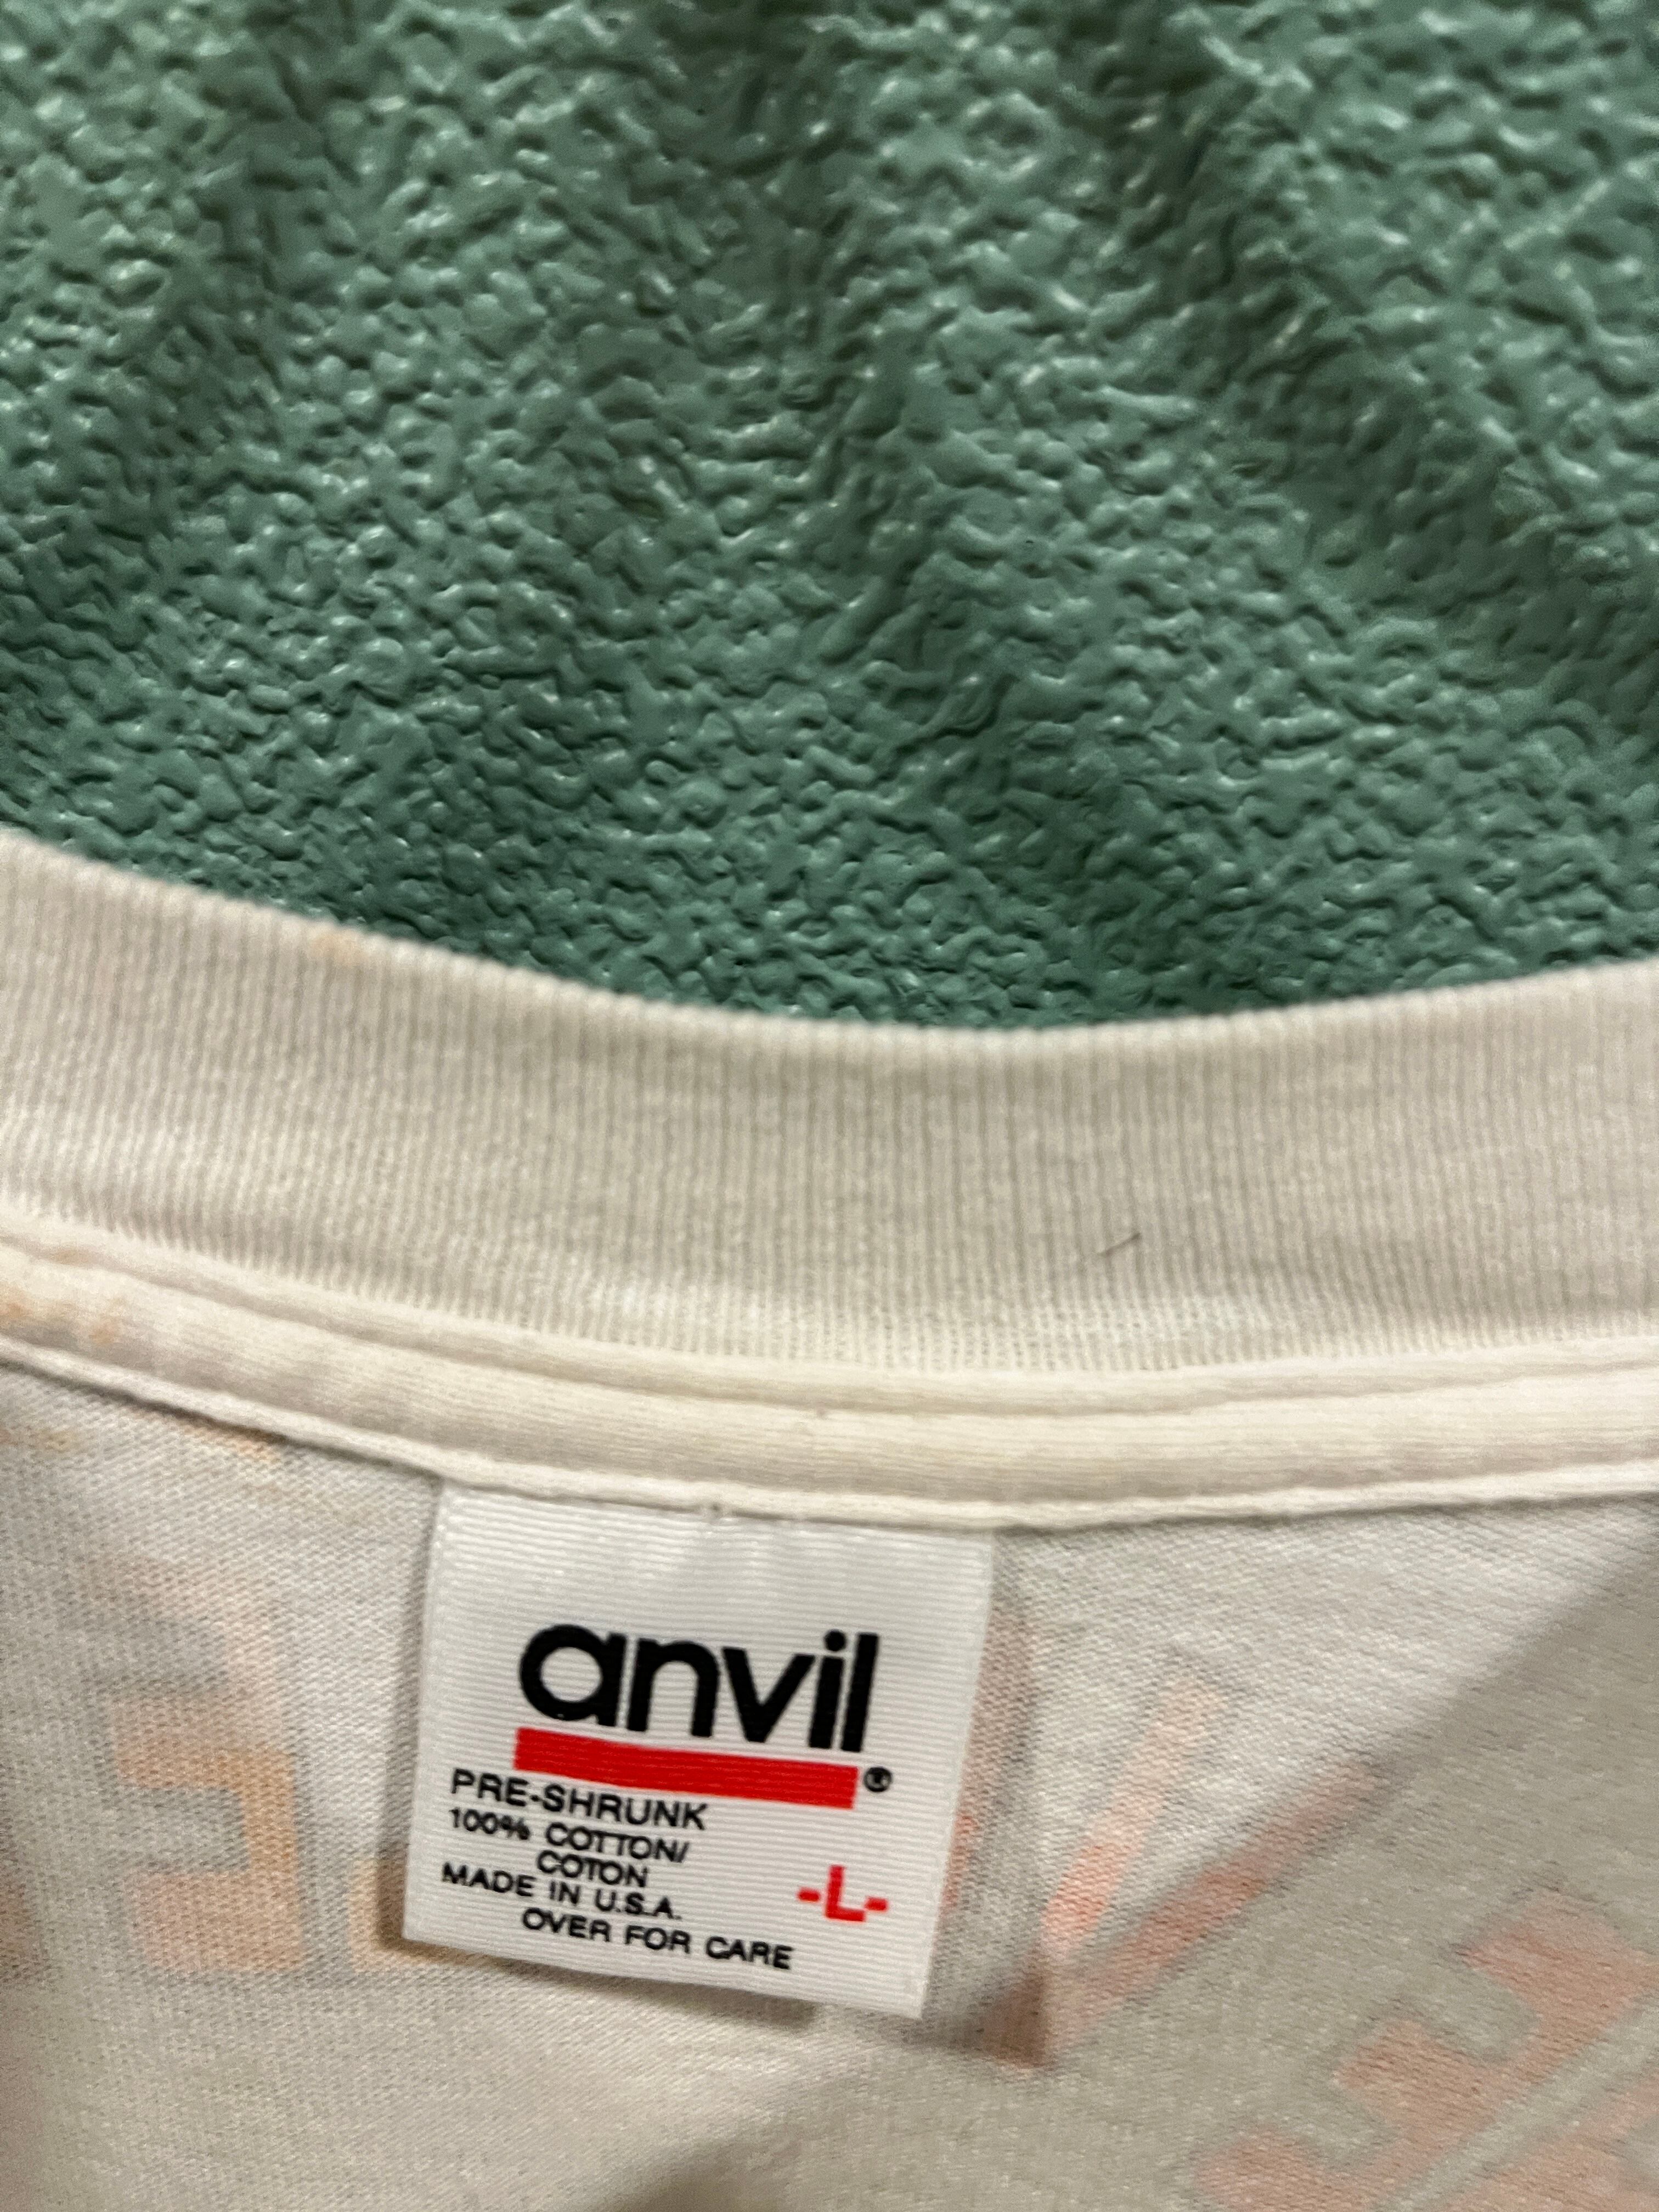 anvil®
PRE-SHRUNK
100% COTTON/
COTON
MADE IN U.S.A.
-L-
OVER FOR CARE